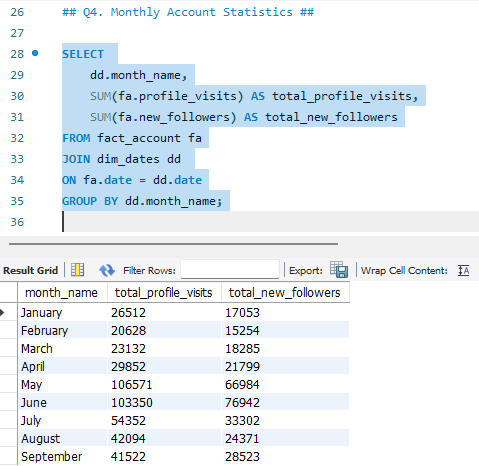 26 ## Q4. Monthly Account Statistics ##
27
28 SELECT
29 dd.month_name,
30 SUM(fa.profile_visits) AS total_profile_visits,
31 SUM(fa.new_followers) AS total_new_followers
32 FROM fact_account fa
33 JOIN dim_dates dd
34 ON fa.date = dd.date
35 GROUP BY dd.month_name;
36
Result Grid Filter Rows: Export: Wrap Cell Content:
month_name total_profile_visits total_new_followers
January 26512 17053
February 20628 15254
March 23132 18285
April 29852 21799
May 106571 66984
June 103350 76942
July 54352 33302
August 42094 24371
September 41522 28523